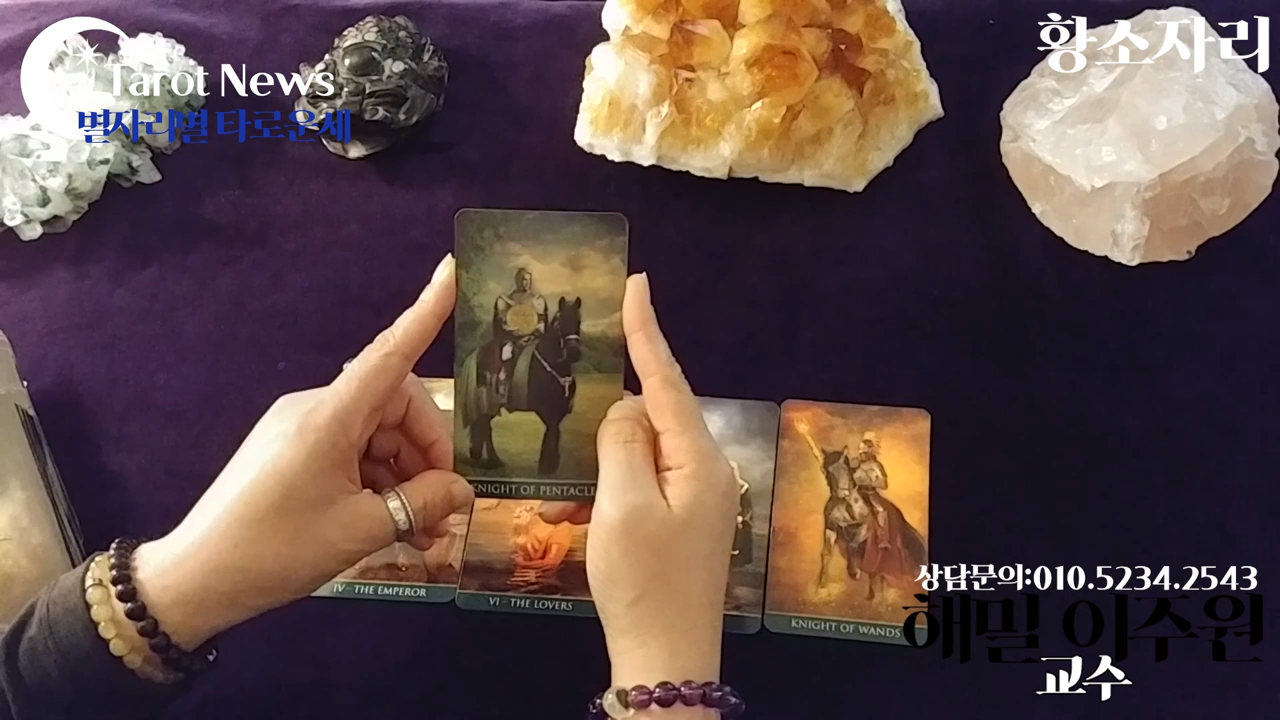 Tarot News
별자리별 타로운세
황소자리
KNIGHT OF PENTACLE
IV - THE EMPEROR
VI - THE LOVERS
KNIGHT OF WANDS
상담문의:010.5234.2543
해밀 이주원
교수